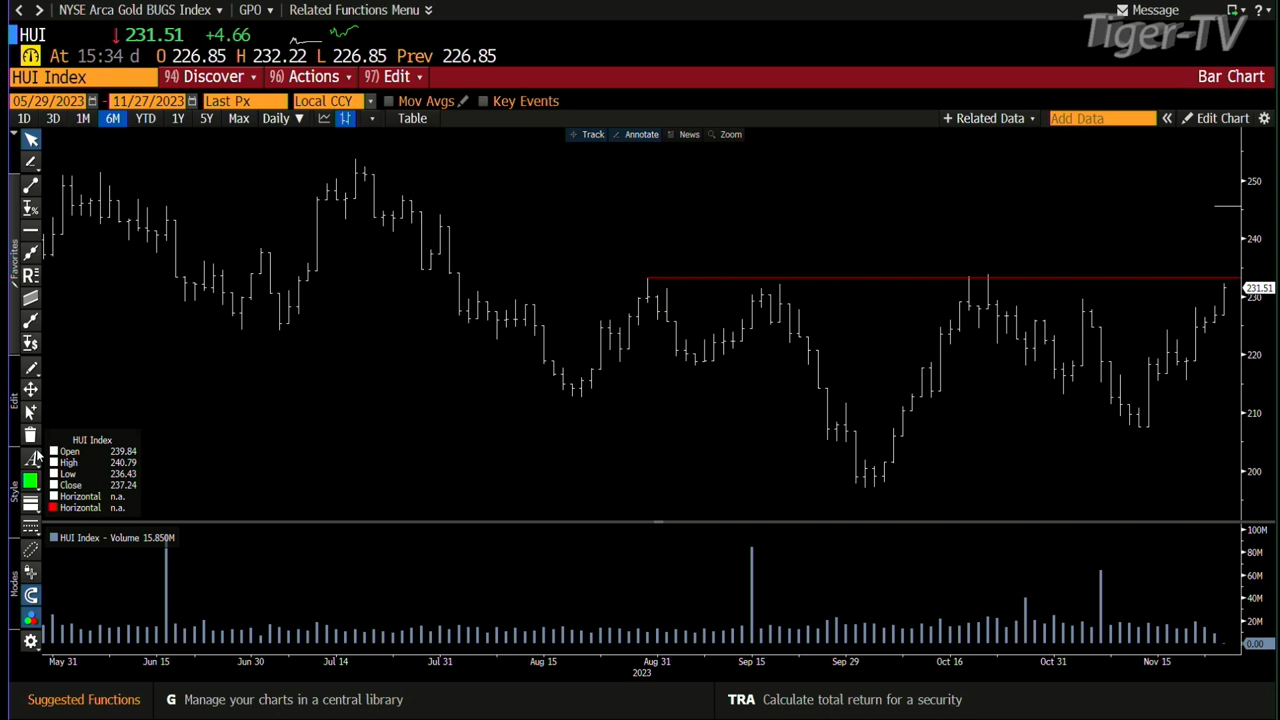 NYSE Arca Gold BUGS Index GPO Related Functions Menu Message ?
Tiger-TV
HUI ↓231.51 +4.66
At 15:34 d O 226.85 H 232.22 L 226.85 Prev 226.85
HUI Index 94) Discover 96) Actions 97) Edit Bar Chart
05/29/2023 - 11/27/2023 Last Px Local CCY Mov Avgs Key Events
1D 3D 1M 6M YTD 1Y 5Y Max Daily ▼ Table + Related Data Add Data « Edit Chart
Track Annotate News Zoom
250
240
231.51
230
220
210
200
Favorites
Edit
Style
Modes
HUI Index
Open 239.84
High 240.79
Low 236.43
Close 237.24
Horizontal n.a.
Horizontal n.a.
HUI Index - Volume 15.850M
100M
80M
60M
40M
20M
0.00
May 31 Jun 15 Jun 30 Jul 14 Jul 31 Aug 15 Aug 31 Sep 15 Sep 29 Oct 16 Oct 31 Nov 15
2023
Suggested Functions G Manage your charts in a central library TRA Calculate total return for a security